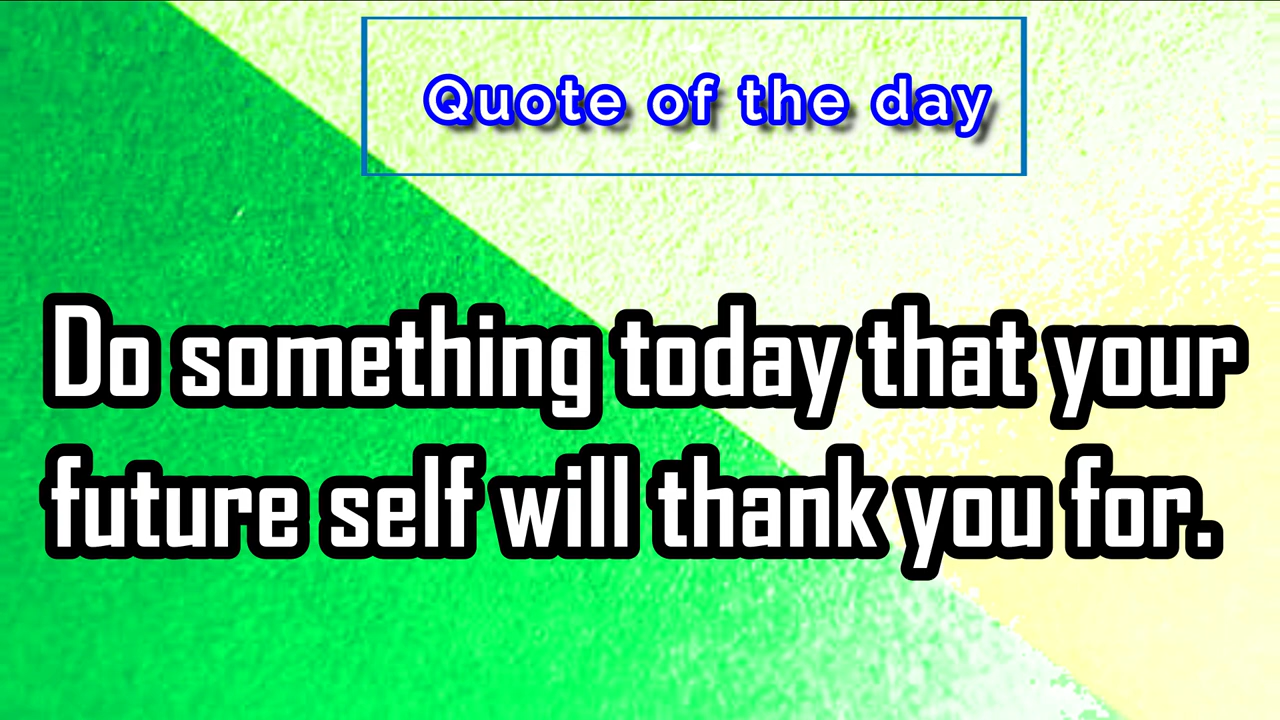 Quote of the day
Do something today that your
future self will thank you for.